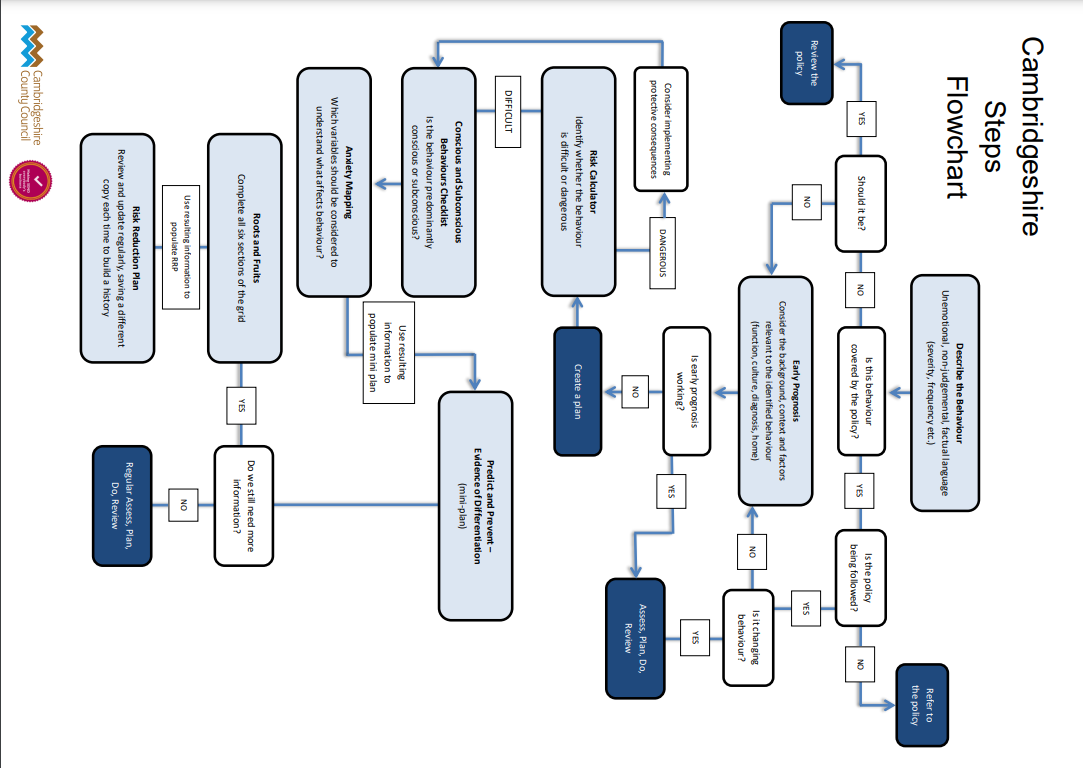 Cambridgeshire
Steps
Flowchart
Describe the Behaviour
Unemotional, non-judgemental, factual language
(severity, frequency etc.)
Review the
policy
YES
Should it be?
NO
Is this behaviour
covered by the policy?
YES
Is the policy
being followed?
NO
Refer to
the policy
NO
YES
Early Prognosis
Consider the background, context and factors
relevant to the identified behaviour
(function, culture, diagnosis, home)
NO
Is it changing
behaviour?
YES
Is early prognosis
working?
YES
Assess, Plan, Do,
Review
NO
Create a plan
Consider implementing
protective consequences
DANGEROUS
Risk Calculator
Identify whether the behaviour
is difficult or dangerous
DIFFICULT
Conscious and Subconscious
Behaviours Checklist
Is the behaviour predominantly
conscious or subconscious?
Anxiety Mapping
Which variables should be considered to
understand what affects behaviour?
Use resulting
information to
populate mini plan
Predict and Prevent –
Evidence of Differentiation
(mini-plan)
Roots and Fruits
Complete all six sections of the grid
YES
Do we still need more
information?
Use resulting information to
populate RRP
NO
Risk Reduction Plan
Review and update regularly, saving a different
copy each time to build a history
Regular Assess, Plan,
Do, Review
Cambridgeshire
County Council